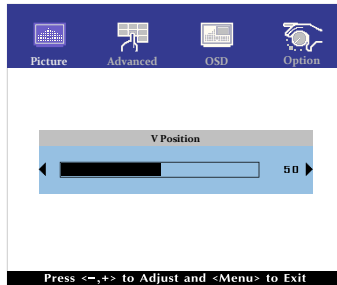 Picture Advanced OSD Option
V Position
50
Press <−,+> to Adjust and <Menu> to Exit